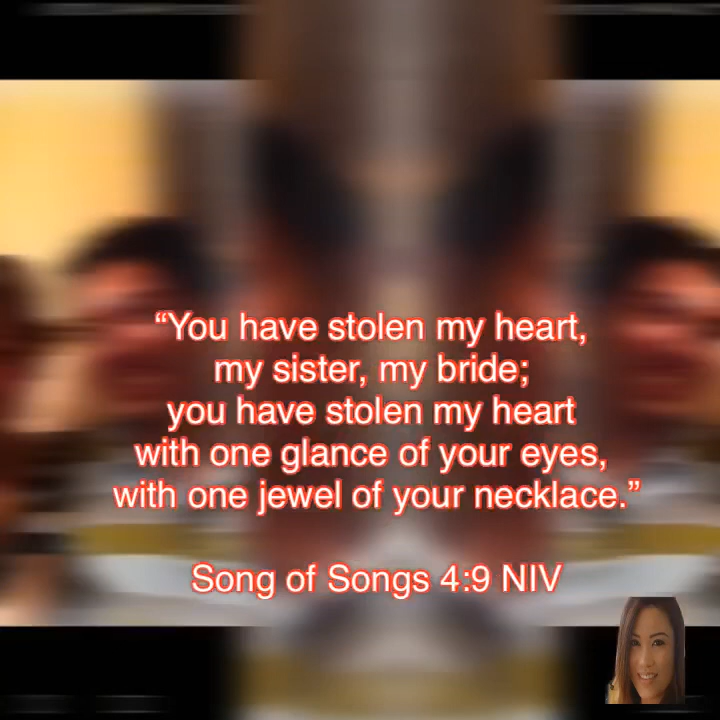 “You have stolen my heart,
my sister, my bride;
you have stolen my heart
with one glance of your eyes,
with one jewel of your necklace.”
Song of Songs 4:9 NIV